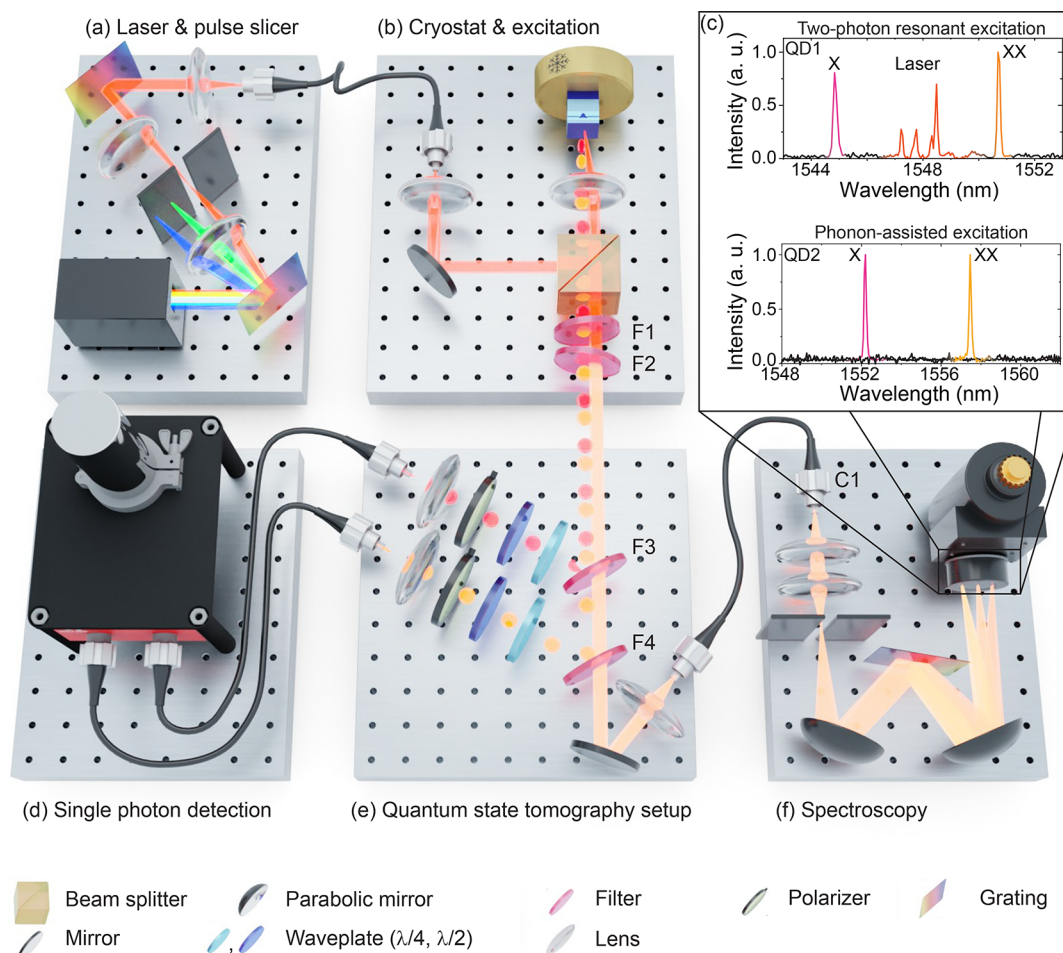 (a) Laser & pulse slicer
(b) Cryostat & excitation
(c)
Two-photon resonant excitation
QD1
X
Laser
XX
1.0
0.5
0.0
Intensity (a. u.)
1544
1548
1552
Wavelength (nm)
Phonon-assisted excitation
QD2
X
XX
1.0
0.5
0.0
Intensity (a. u.)
1548
1552
1556
1560
Wavelength (nm)
F1
F2
F3
F4
C1
(d) Single photon detection
(e) Quantum state tomography setup
(f) Spectroscopy
Beam splitter
Parabolic mirror
Filter
Polarizer
Grating
Mirror
, Waveplate (λ/4, λ/2)
Lens